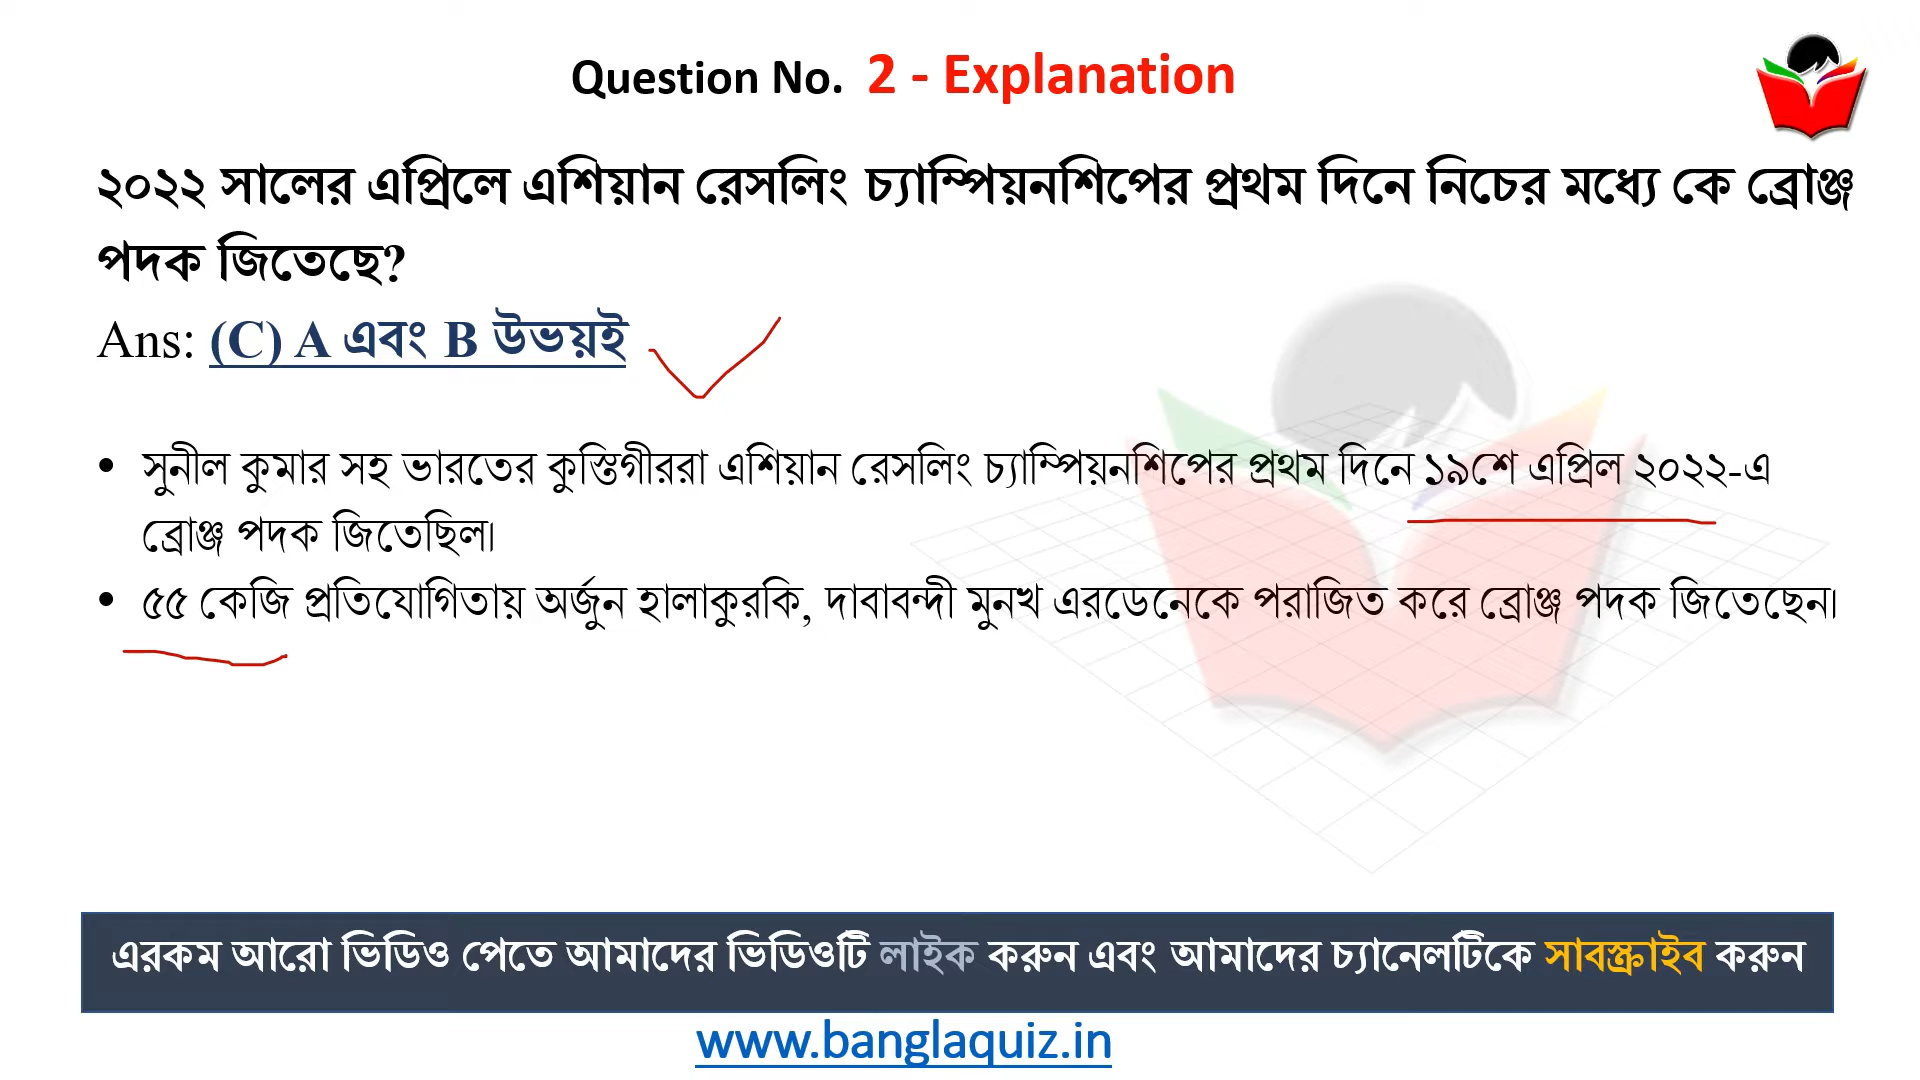 Question No. 2 - Explanation
২০২২ সালের এপ্রিলে এশিয়ান রেসলিং চ্যাম্পিয়নশিপের প্রথম দিনে নিচের মধ্যে কে ব্রোঞ্জ
পদক জিতেছে?
Ans: (C) A এবং B উভয়ই
• সুনীল কুমার সহ ভারতের কুস্তিগীররা এশিয়ান রেসলিং চ্যাম্পিয়নশিপের প্রথম দিনে ১৯শে এপ্রিল ২০২২-এ
ব্রোঞ্জ পদক জিতেছিল।
• ৫৫ কেজি প্রতিযোগিতায় অর্জুন হালাকুরকি, দাবাবন্দী মুনখ এরডেনেকে পরাজিত করে ব্রোঞ্জ পদক জিতেছেন।
এরকম আরো ভিডিও পেতে আমাদের ভিডিওটি লাইক করুন এবং আমাদের চ্যানেলটিকে সাবস্ক্রাইব করুন
www.banglaquiz.in